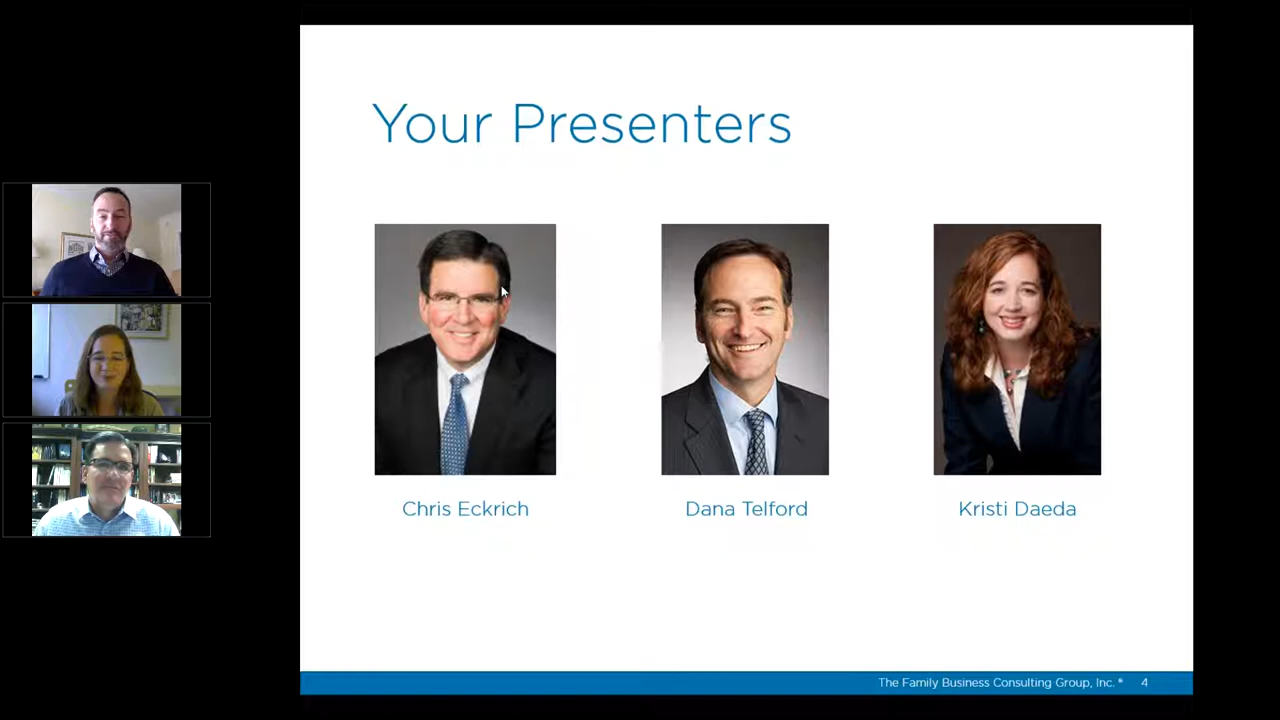 Your Presenters
Chris Eckrich
Dana Telford
Kristi Daeda
The Family Business Consulting Group, Inc.® 4